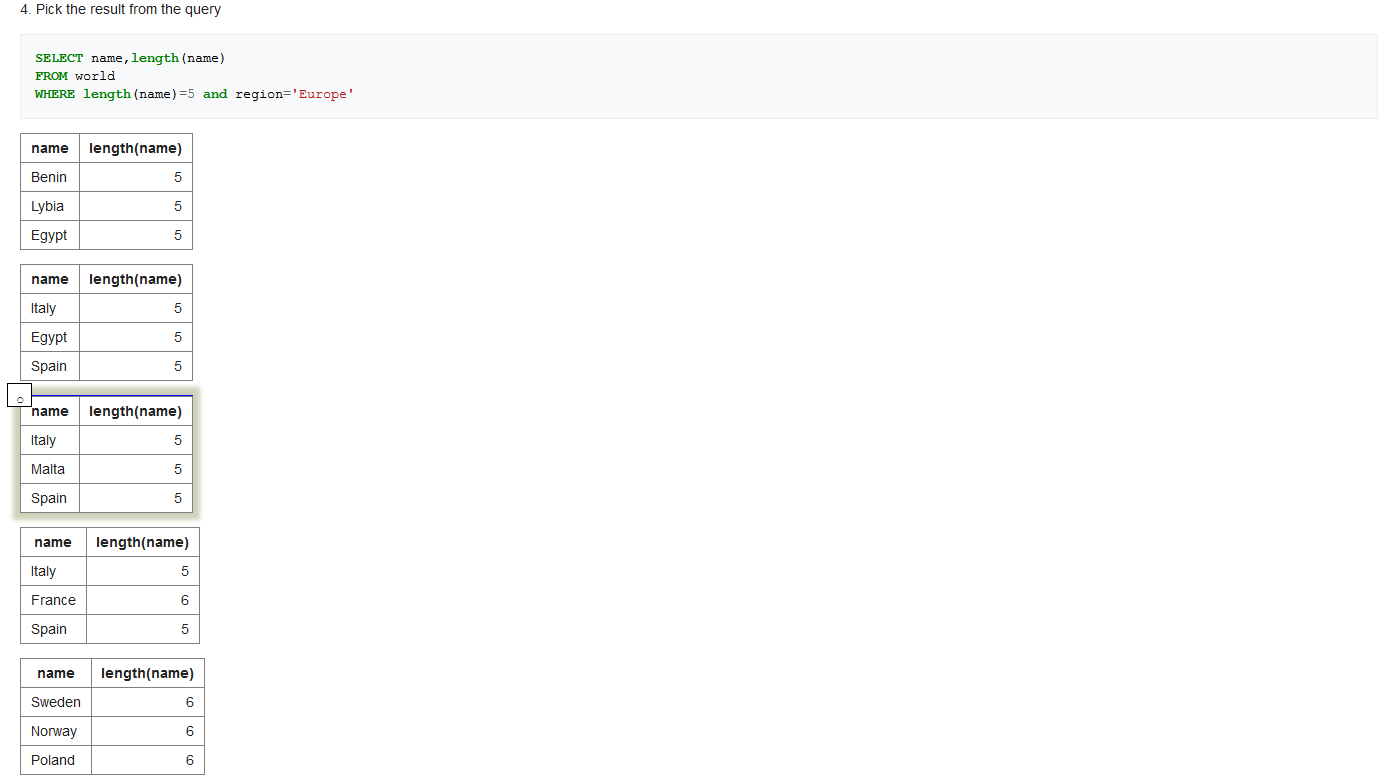 4. Pick the result from the query
SELECT name,length(name)
FROM world
WHERE length(name)=5 and region='Europe'
name length(name)
Benin 5
Lybia 5
Egypt 5
name length(name)
Italy 5
Egypt 5
Spain 5
name length(name)
Italy 5
Malta 5
Spain 5
name length(name)
Italy 5
France 6
Spain 5
name length(name)
Sweden 6
Norway 6
Poland 6